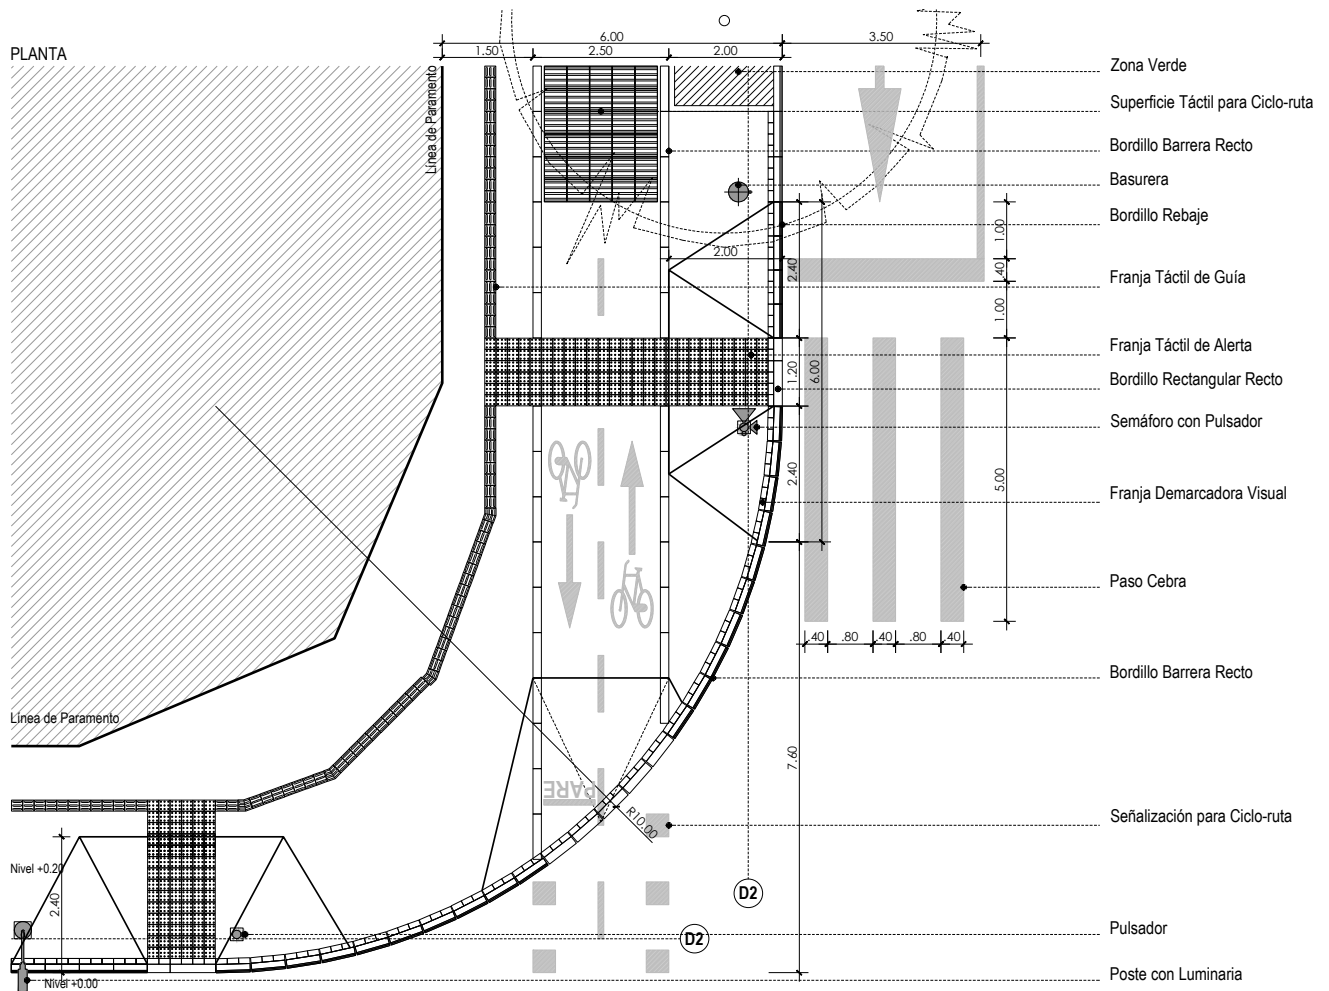 PLANTA
6.00
1.50
2.50
2.00
3.50
Línea de Paramento
Zona Verde
Superficie Táctil para Ciclo-ruta
Bordillo Barrera Recto
Basurera
Bordillo Rebaje
Franja Táctil de Guía
Franja Táctil de Alerta
Bordillo Rectangular Recto
Semáforo con Pulsador
Franja Demarcadora Visual
Paso Cebra
Bordillo Barrera Recto
Señalización para Ciclo-ruta
Pulsador
Poste con Luminaria
2.00
2.40
1.20
6.00
2.40
7.60
1.00
.40
1.00
5.00
.40
.80
.40
.80
.40
Línea de Paramento
PARE
R10.00
Nivel +0.20
2.40
Nivel +0.00
D2
D2